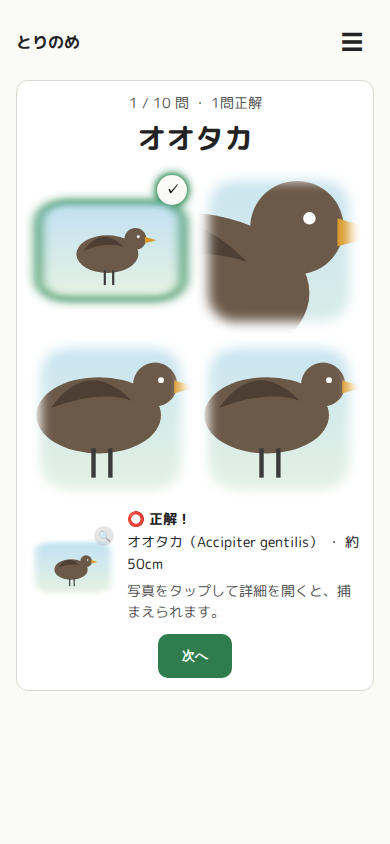 とりのめ
1 / 10 問 ・ 1問正解
オオタカ
✓
⭕ 正解！
オオタカ（Accipiter gentilis） ・ 約
50cm
写真をタップして詳細を開くと、捕
まえられます。
次へ